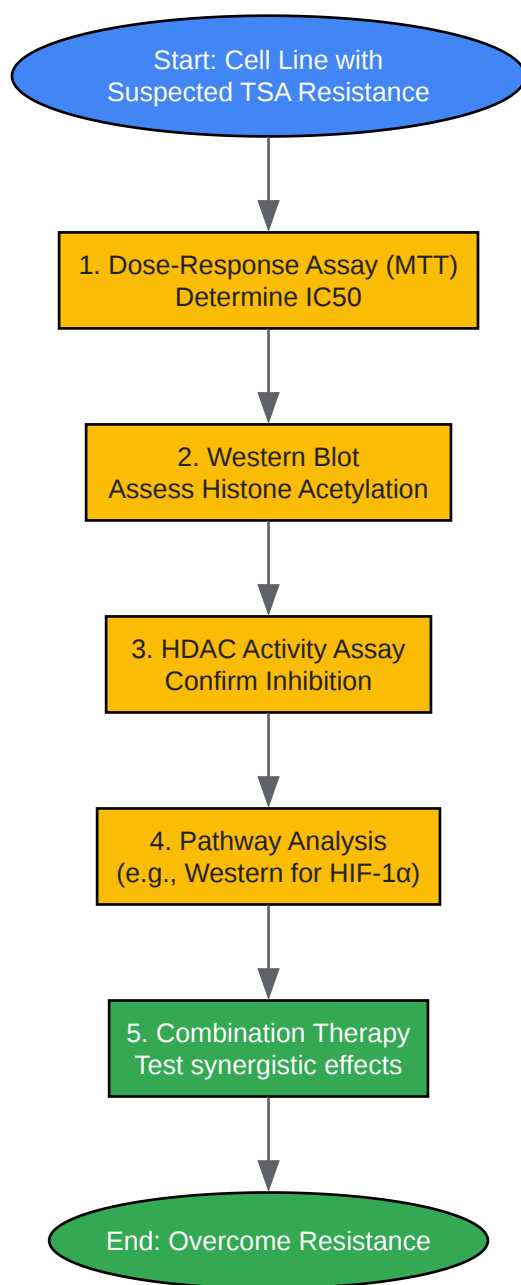 Start: Cell Line with
Suspected TSA Resistance
1. Dose-Response Assay (MTT)
Determine IC50
2. Western Blot
Assess Histone Acetylation
3. HDAC Activity Assay
Confirm Inhibition
4. Pathway Analysis
(e.g., Western for HIF-1α)
5. Combination Therapy
Test synergistic effects
End: Overcome Resistance